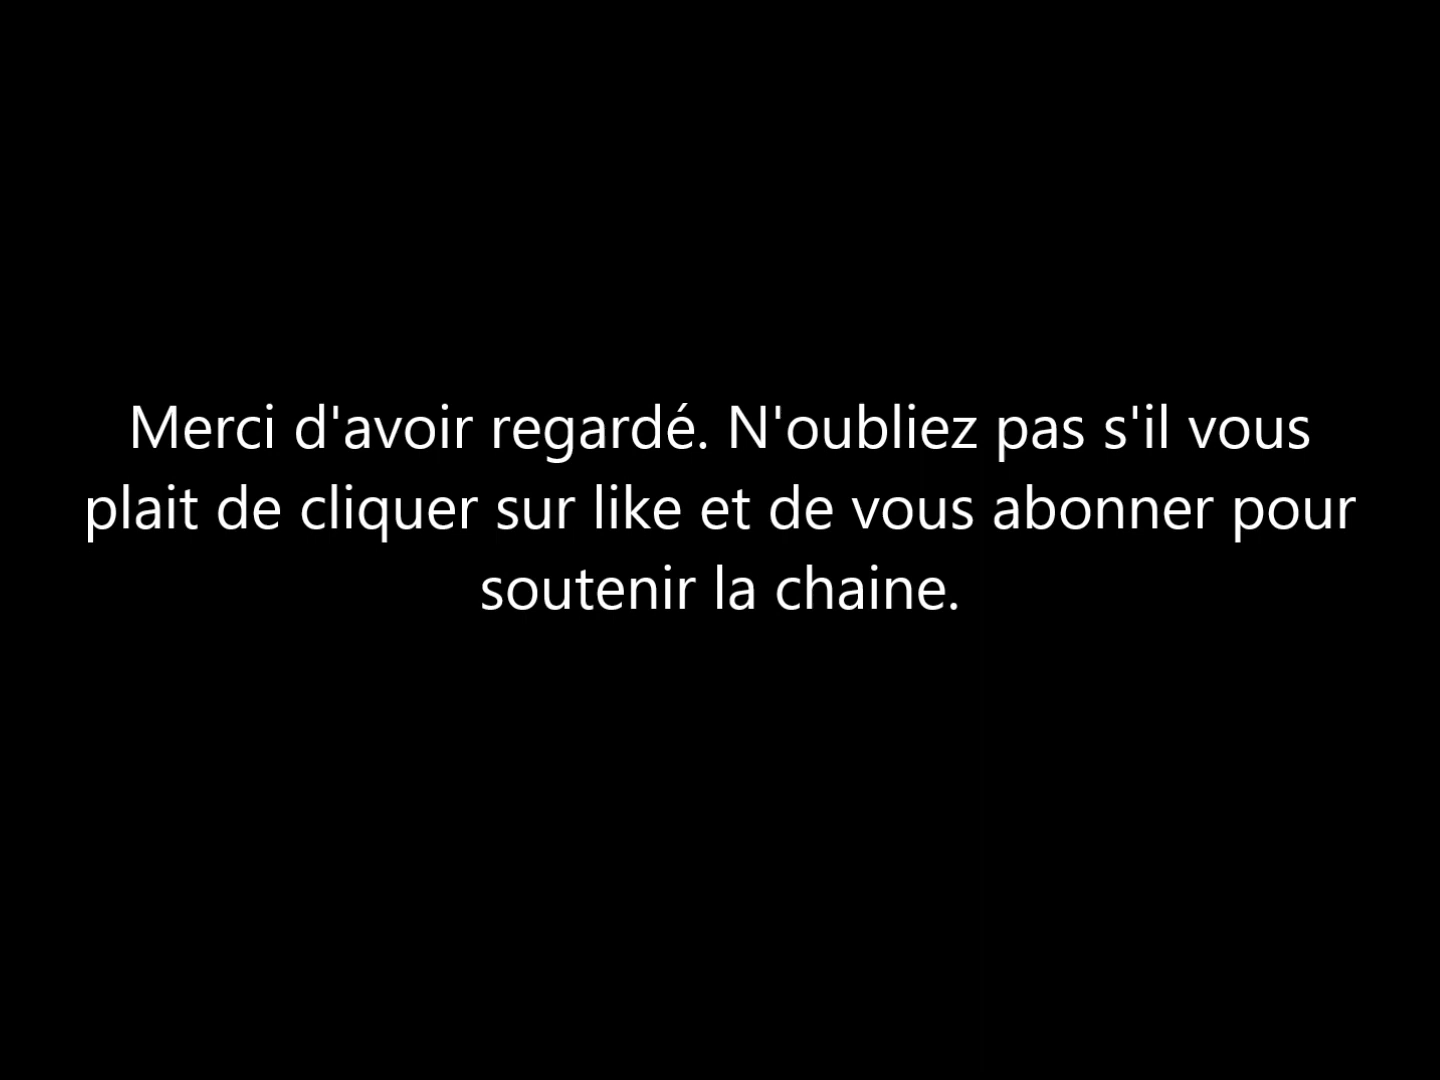 Merci d'avoir regardé. N'oubliez pas s'il vous
plait de cliquer sur like et de vous abonner pour
soutenir la chaine.